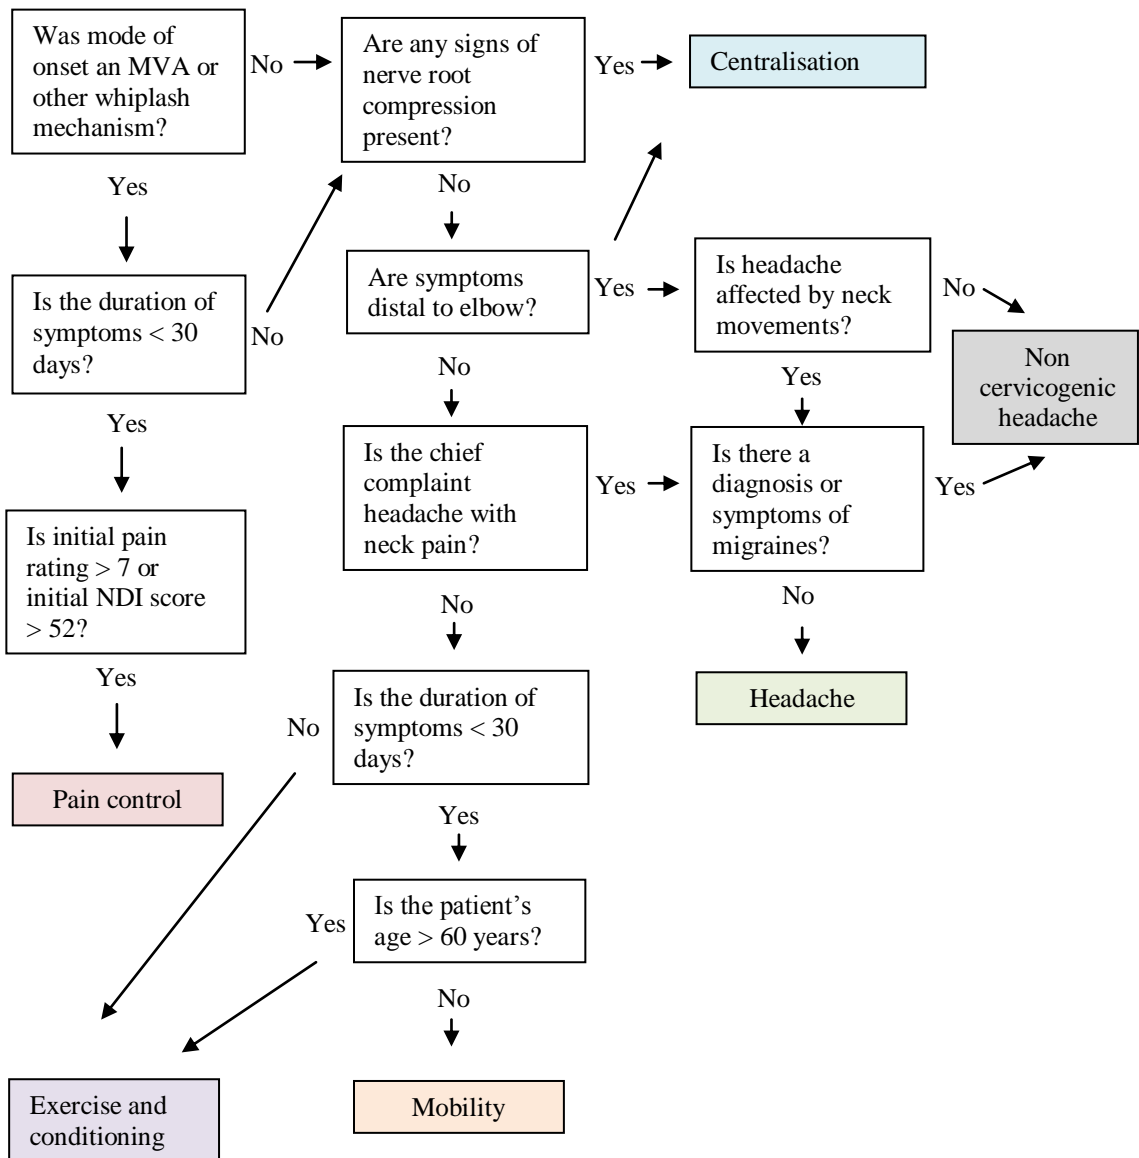 Was mode of
onset an MVA or
other whiplash
mechanism?
No
Are any signs of
nerve root
compression
present?
Yes
Centralisation
Yes
No
Is the duration of
symptoms < 30
days?
No
Are symptoms
distal to elbow?
Yes
Is headache
affected by neck
movements?
No
Non
cervicogenic
headache
Yes
No
Yes
Is the chief
complaint
headache with
neck pain?
Yes
Is there a
diagnosis or
symptoms of
migraines?
Yes
Is initial pain
rating > 7 or
initial NDI score
> 52?
No
No
Yes
No
Is the duration of
symptoms < 30
days?
Headache
Pain control
Yes
Yes
Is the patient's
age > 60 years?
No
Exercise and
conditioning
Mobility